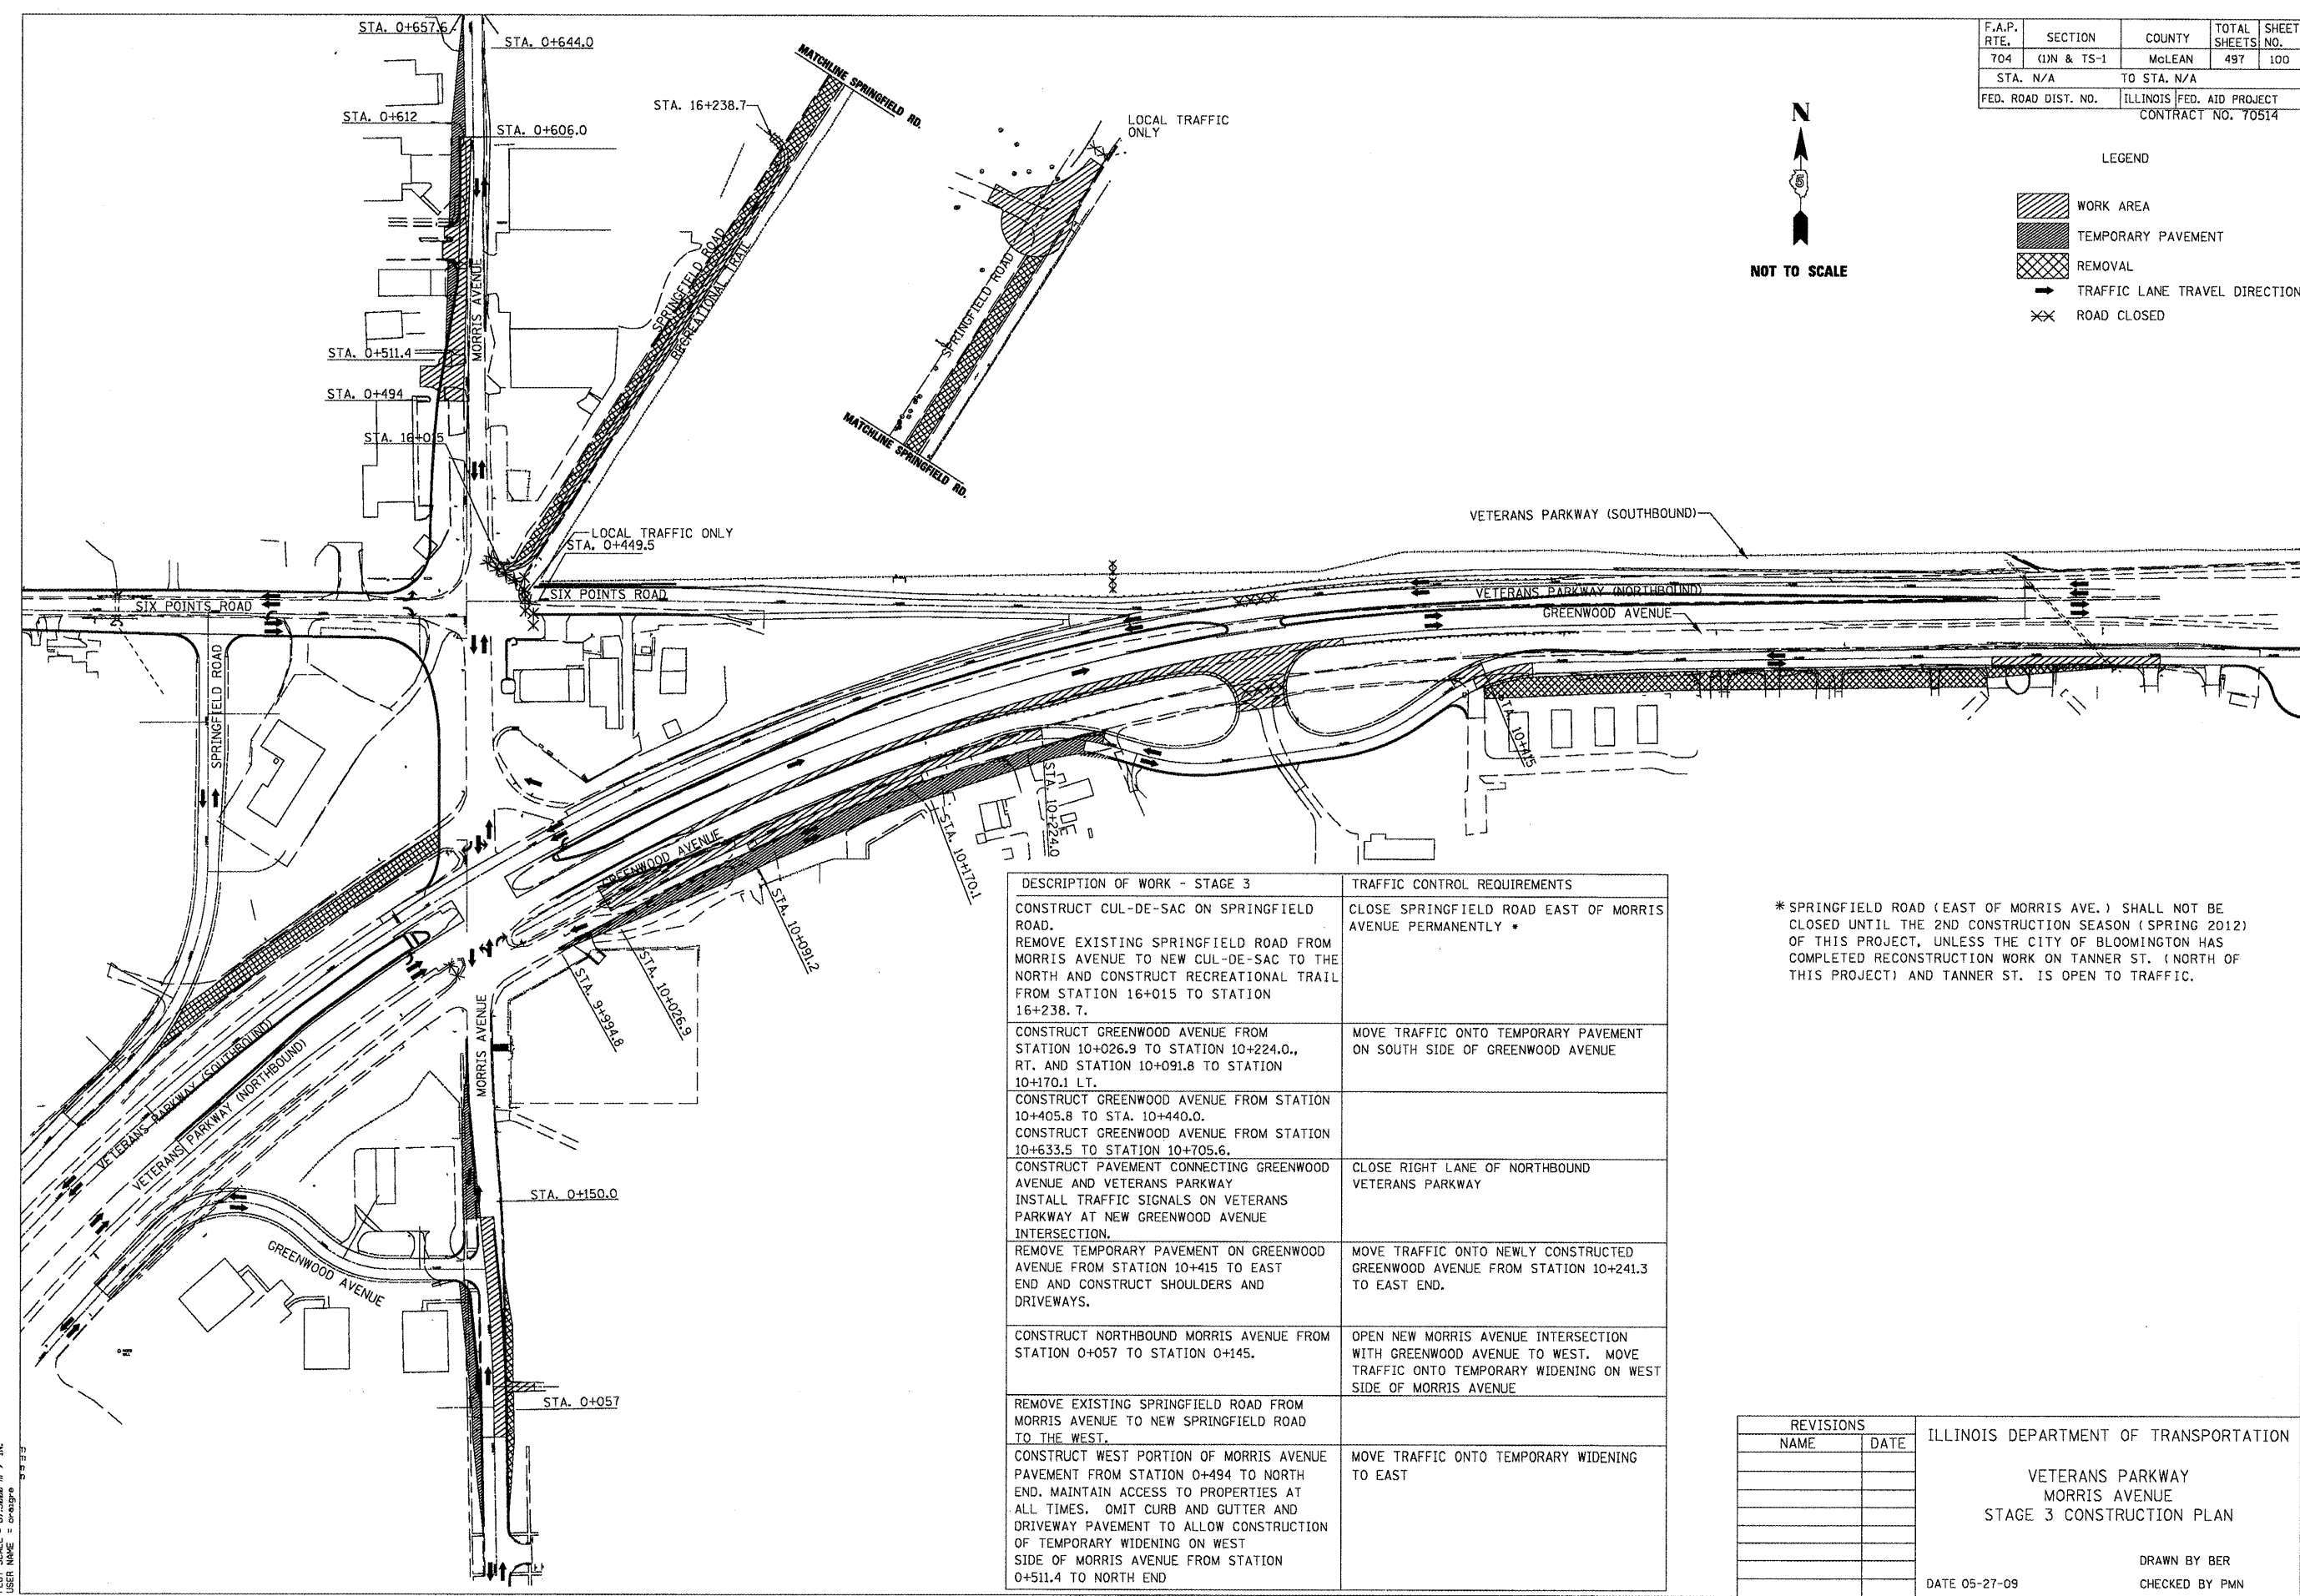 F.A.P. RTE. SECTION COUNTY TOTAL SHEETS SHEET NO.
704 (1)N & TS-1 McLEAN 497 100
STA. N/A TO STA. N/A
FED. ROAD DIST. NO. ILLINOIS FED. AID PROJECT
CONTRACT NO. 70514
LEGEND
WORK AREA
TEMPORARY PAVEMENT
REMOVAL
TRAFFIC LANE TRAVEL DIRECTION
ROAD CLOSED
N
5
NOT TO SCALE
STA. 0+657.6
STA. 0+644.0
STA. 0+612
STA. 0+606.0
STA. 0+511.4
STA. 0+494
STA. 16+015
STA. 16+238.7
MORRIS AVENUE
MATCHLINE SPRINGFIELD RD.
SPRINGFIELD ROAD
RECREATIONAL TRAIL
LOCAL TRAFFIC
ONLY
SPRINGFIELD ROAD
MATCHLINE SPRINGFIELD RD.
LOCAL TRAFFIC ONLY
STA. 0+449.5
SIX POINTS ROAD
SIX POINTS ROAD
VETERANS PARKWAY (SOUTHBOUND)
VETERANS PARKWAY (NORTHBOUND)
GREENWOOD AVENUE
SPRINGFIELD ROAD
STA. 10+415
GREENWOOD AVENUE
STA. 10+224.0
STA. 10+170.1
STA. 10+091.2
STA. 10+026.9
STA. 9+994.8
MORRIS AVENUE
VETERANS PARKWAY (SOUTHBOUND)
VETERANS PARKWAY (NORTHBOUND)
GREENWOOD AVENUE
STA. 0+150.0
STA. 0+057
DESCRIPTION OF WORK - STAGE 3
TRAFFIC CONTROL REQUIREMENTS
CONSTRUCT CUL-DE-SAC ON SPRINGFIELD
ROAD.
REMOVE EXISTING SPRINGFIELD ROAD FROM
MORRIS AVENUE TO NEW CUL-DE-SAC TO THE
NORTH AND CONSTRUCT RECREATIONAL TRAIL
FROM STATION 16+015 TO STATION
16+238.7.
CLOSE SPRINGFIELD ROAD EAST OF MORRIS
AVENUE PERMANENTLY *
CONSTRUCT GREENWOOD AVENUE FROM
STATION 10+026.9 TO STATION 10+224.0.,
RT. AND STATION 10+091.8 TO STATION
10+170.1 LT.
MOVE TRAFFIC ONTO TEMPORARY PAVEMENT
ON SOUTH SIDE OF GREENWOOD AVENUE
CONSTRUCT GREENWOOD AVENUE FROM STATION
10+405.8 TO STA. 10+440.0.
CONSTRUCT GREENWOOD AVENUE FROM STATION
10+633.5 TO STATION 10+705.6.
CONSTRUCT PAVEMENT CONNECTING GREENWOOD
AVENUE AND VETERANS PARKWAY
INSTALL TRAFFIC SIGNALS ON VETERANS
PARKWAY AT NEW GREENWOOD AVENUE
INTERSECTION.
CLOSE RIGHT LANE OF NORTHBOUND
VETERANS PARKWAY
REMOVE TEMPORARY PAVEMENT ON GREENWOOD
AVENUE FROM STATION 10+415 TO EAST
END AND CONSTRUCT SHOULDERS AND
DRIVEWAYS.
MOVE TRAFFIC ONTO NEWLY CONSTRUCTED
GREENWOOD AVENUE FROM STATION 10+241.3
TO EAST END.
CONSTRUCT NORTHBOUND MORRIS AVENUE FROM
STATION 0+057 TO STATION 0+145.
OPEN NEW MORRIS AVENUE INTERSECTION
WITH GREENWOOD AVENUE TO WEST. MOVE
TRAFFIC ONTO TEMPORARY WIDENING ON WEST
SIDE OF MORRIS AVENUE
REMOVE EXISTING SPRINGFIELD ROAD FROM
MORRIS AVENUE TO NEW SPRINGFIELD ROAD
TO THE WEST.
CONSTRUCT WEST PORTION OF MORRIS AVENUE
PAVEMENT FROM STATION 0+494 TO NORTH
END. MAINTAIN ACCESS TO PROPERTIES AT
ALL TIMES. OMIT CURB AND GUTTER AND
DRIVEWAY PAVEMENT TO ALLOW CONSTRUCTION
OF TEMPORARY WIDENING ON WEST
SIDE OF MORRIS AVENUE FROM STATION
0+511.4 TO NORTH END
MOVE TRAFFIC ONTO TEMPORARY WIDENING
TO EAST
* SPRINGFIELD ROAD (EAST OF MORRIS AVE.) SHALL NOT BE
CLOSED UNTIL THE 2ND CONSTRUCTION SEASON (SPRING 2012)
OF THIS PROJECT, UNLESS THE CITY OF BLOOMINGTON HAS
COMPLETED RECONSTRUCTION WORK ON TANNER ST. (NORTH OF
THIS PROJECT) AND TANNER ST. IS OPEN TO TRAFFIC.
REVISIONS
NAME DATE
ILLINOIS DEPARTMENT OF TRANSPORTATION
VETERANS PARKWAY
MORRIS AVENUE
STAGE 3 CONSTRUCTION PLAN
DRAWN BY BER
DATE 05-27-09
CHECKED BY PMN
USER NAME =